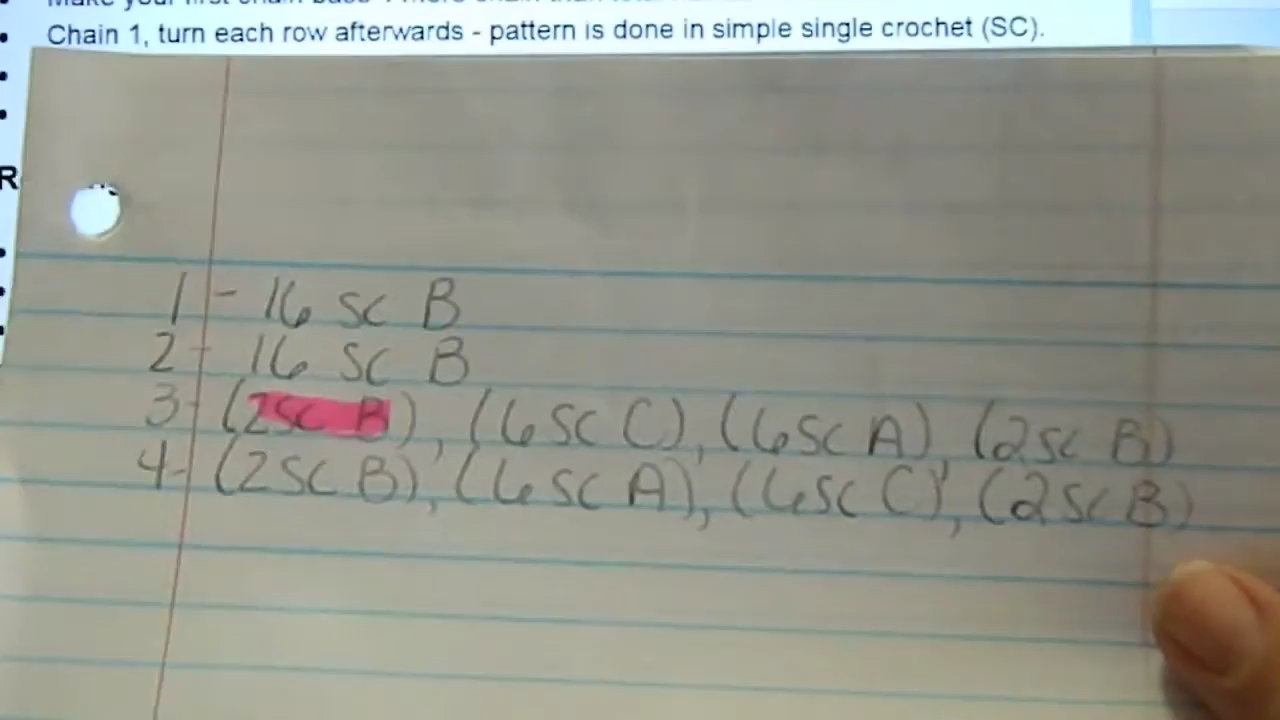 Chain 1, turn each row afterwards - pattern is done in simple single crochet (SC).
R
1 - 16 SC B
2 - 16 SC B
3 - (2SC B), (6SC C), (6SC A), (2SC B)
4 - (2SC B), (6SC A), (6SC C), (2SC B)